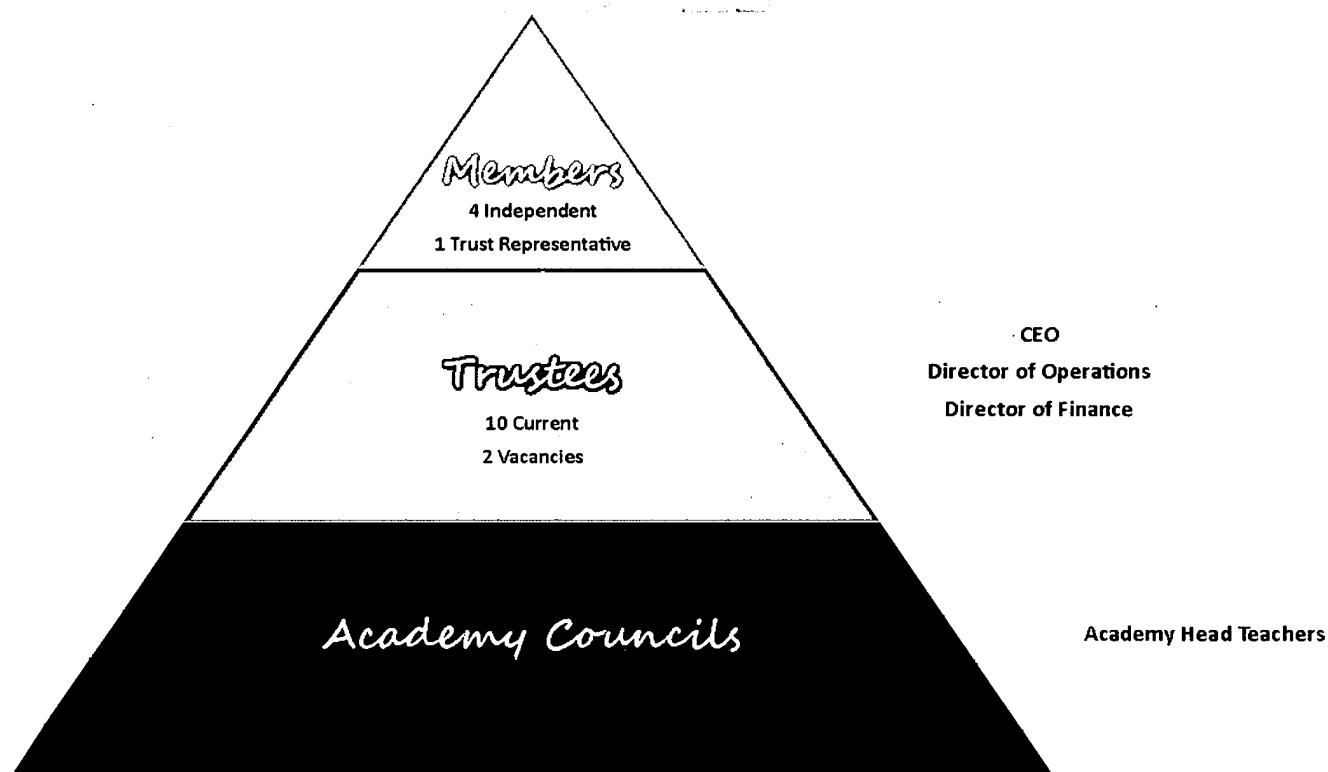 Members
4 Independent
1 Trust Representative
Trustees
10 Current
2 Vacancies
CEO
Director of Operations
Director of Finance
Academy Councils
Academy Head Teachers